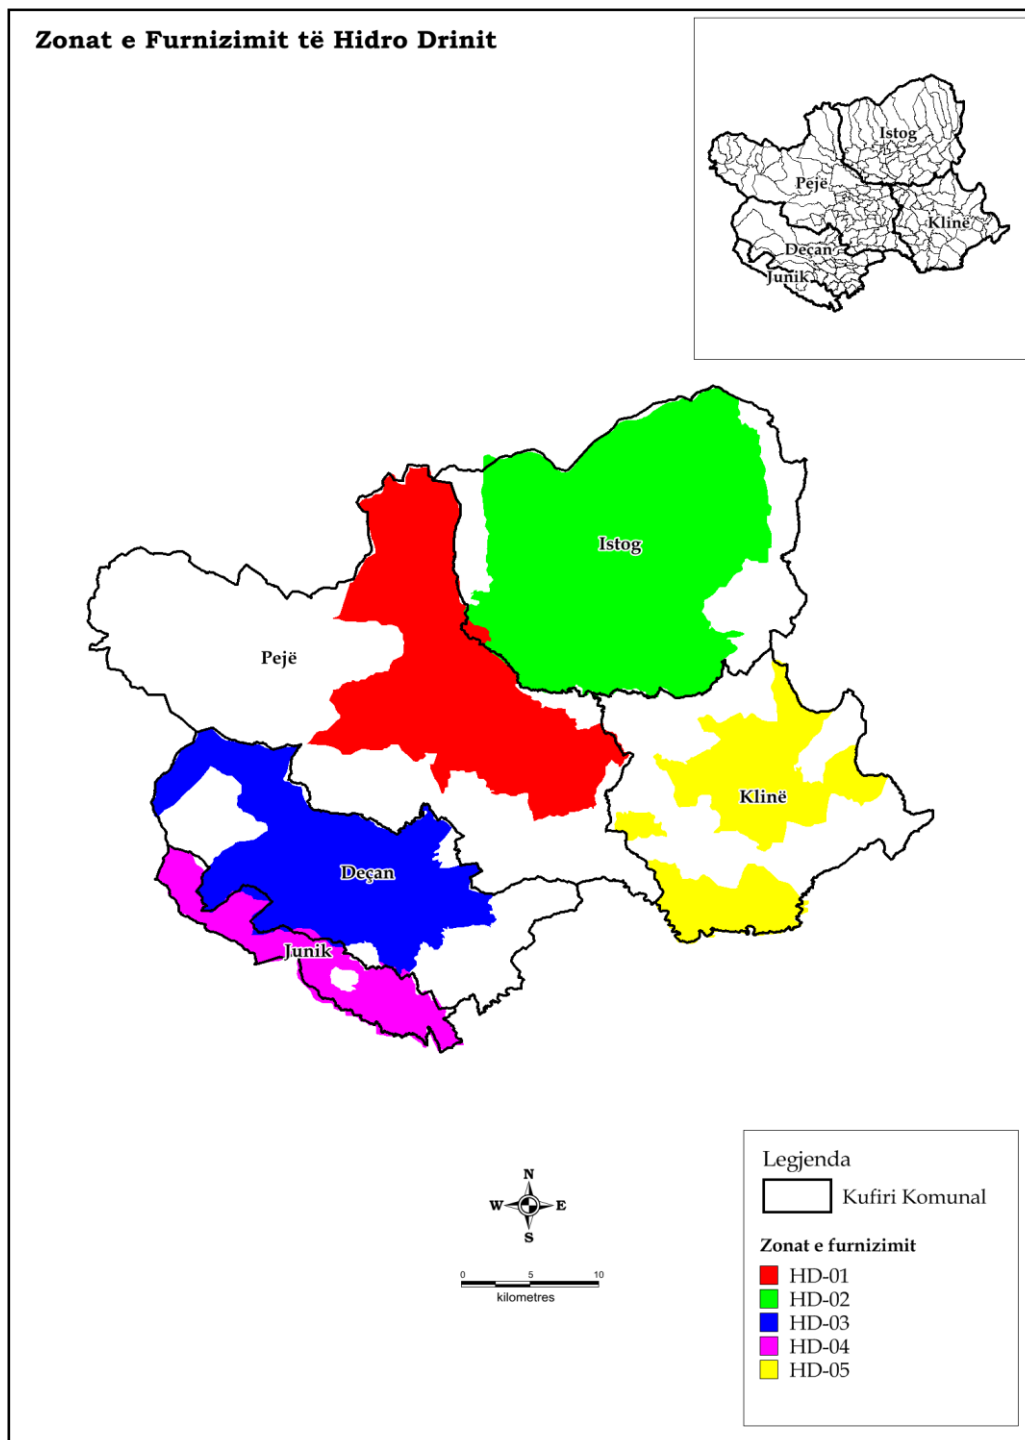 Zonat e Furnizimit të Hidro Drinit
Istog
Pejë
Klinë
Deçan
Junik
Istog
Pejë
Klinë
Deçan
Junik
N
W E
S
0 5 10
kilometres
Legjenda
Kufiri Komunal
Zonat e furnizimit
HD-01
HD-02
HD-03
HD-04
HD-05